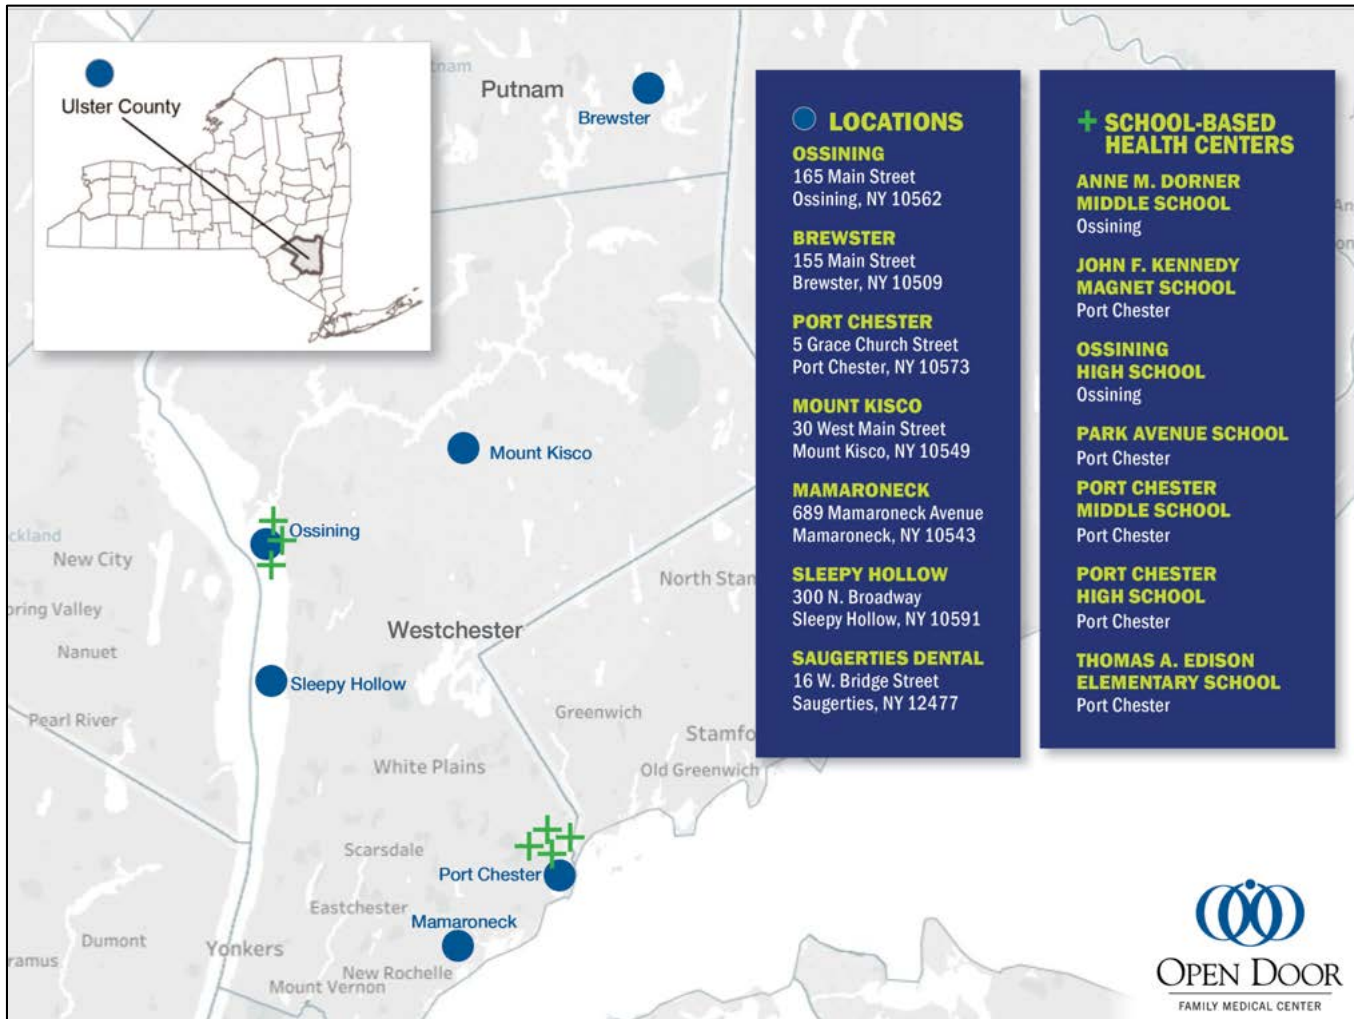 Ulster County
Putnam
Brewster
Mount Kisco
Ossining
New City
North Stam
Westchester
Nanuet
Sleepy Hollow
Pearl River
Greenwich
Stamfo
White Plains
Old Greenwich
Scarsdale
Port Chester
Eastchester
Mamaroneck
Dumont
Yonkers
New Rochelle
Mount Vernon
LOCATIONS
OSSINING
165 Main Street
Ossining, NY 10562
BREWSTER
155 Main Street
Brewster, NY 10509
PORT CHESTER
5 Grace Church Street
Port Chester, NY 10573
MOUNT KISCO
30 West Main Street
Mount Kisco, NY 10549
MAMARONECK
689 Mamaroneck Avenue
Mamaroneck, NY 10543
SLEEPY HOLLOW
300 N. Broadway
Sleepy Hollow, NY 10591
SAUGERTIES DENTAL
16 W. Bridge Street
Saugerties, NY 12477
SCHOOL-BASED
HEALTH CENTERS
ANNE M. DORNER
MIDDLE SCHOOL
Ossining
JOHN F. KENNEDY
MAGNET SCHOOL
Port Chester
OSSINING
HIGH SCHOOL
Ossining
PARK AVENUE SCHOOL
Port Chester
PORT CHESTER
MIDDLE SCHOOL
Port Chester
PORT CHESTER
HIGH SCHOOL
Port Chester
THOMAS A. EDISON
ELEMENTARY SCHOOL
Port Chester
OPEN DOOR
FAMILY MEDICAL CENTER